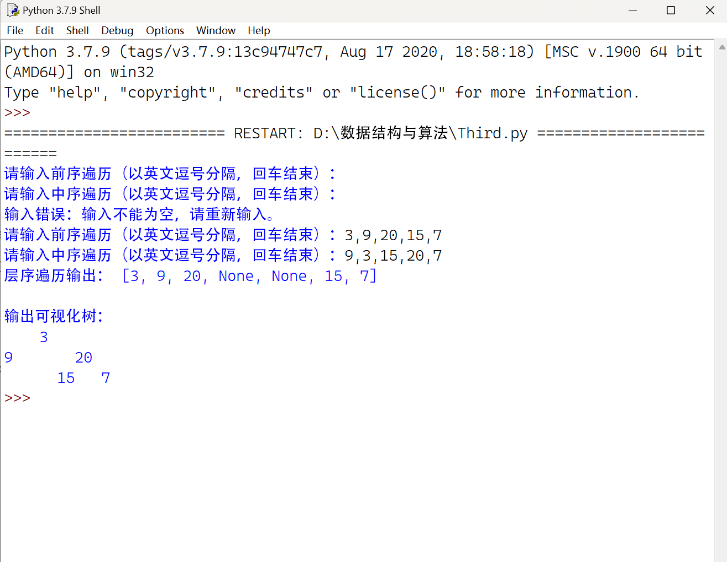 Python 3.7.9 Shell
File Edit Shell Debug Options Window Help
Python 3.7.9 (tags/v3.7.9:13c94747c7, Aug 17 2020, 18:58:18) [MSC v.1900 64 bit
(AMD64)] on win32
Type "help", "copyright", "credits" or "license()" for more information.
>>>
========================= RESTART: D:\数据结构与算法\Third.py ===================
======
请输入前序遍历（以英文逗号分隔，回车结束）：
请输入中序遍历（以英文逗号分隔，回车结束）：
输入错误：输入不能为空，请重新输入。
请输入前序遍历（以英文逗号分隔，回车结束）：3,9,20,15,7
请输入中序遍历（以英文逗号分隔，回车结束）：9,3,15,20,7
层序遍历输出： [3, 9, 20, None, None, 15, 7]
输出可视化树：
3
9 20
15 7
>>>